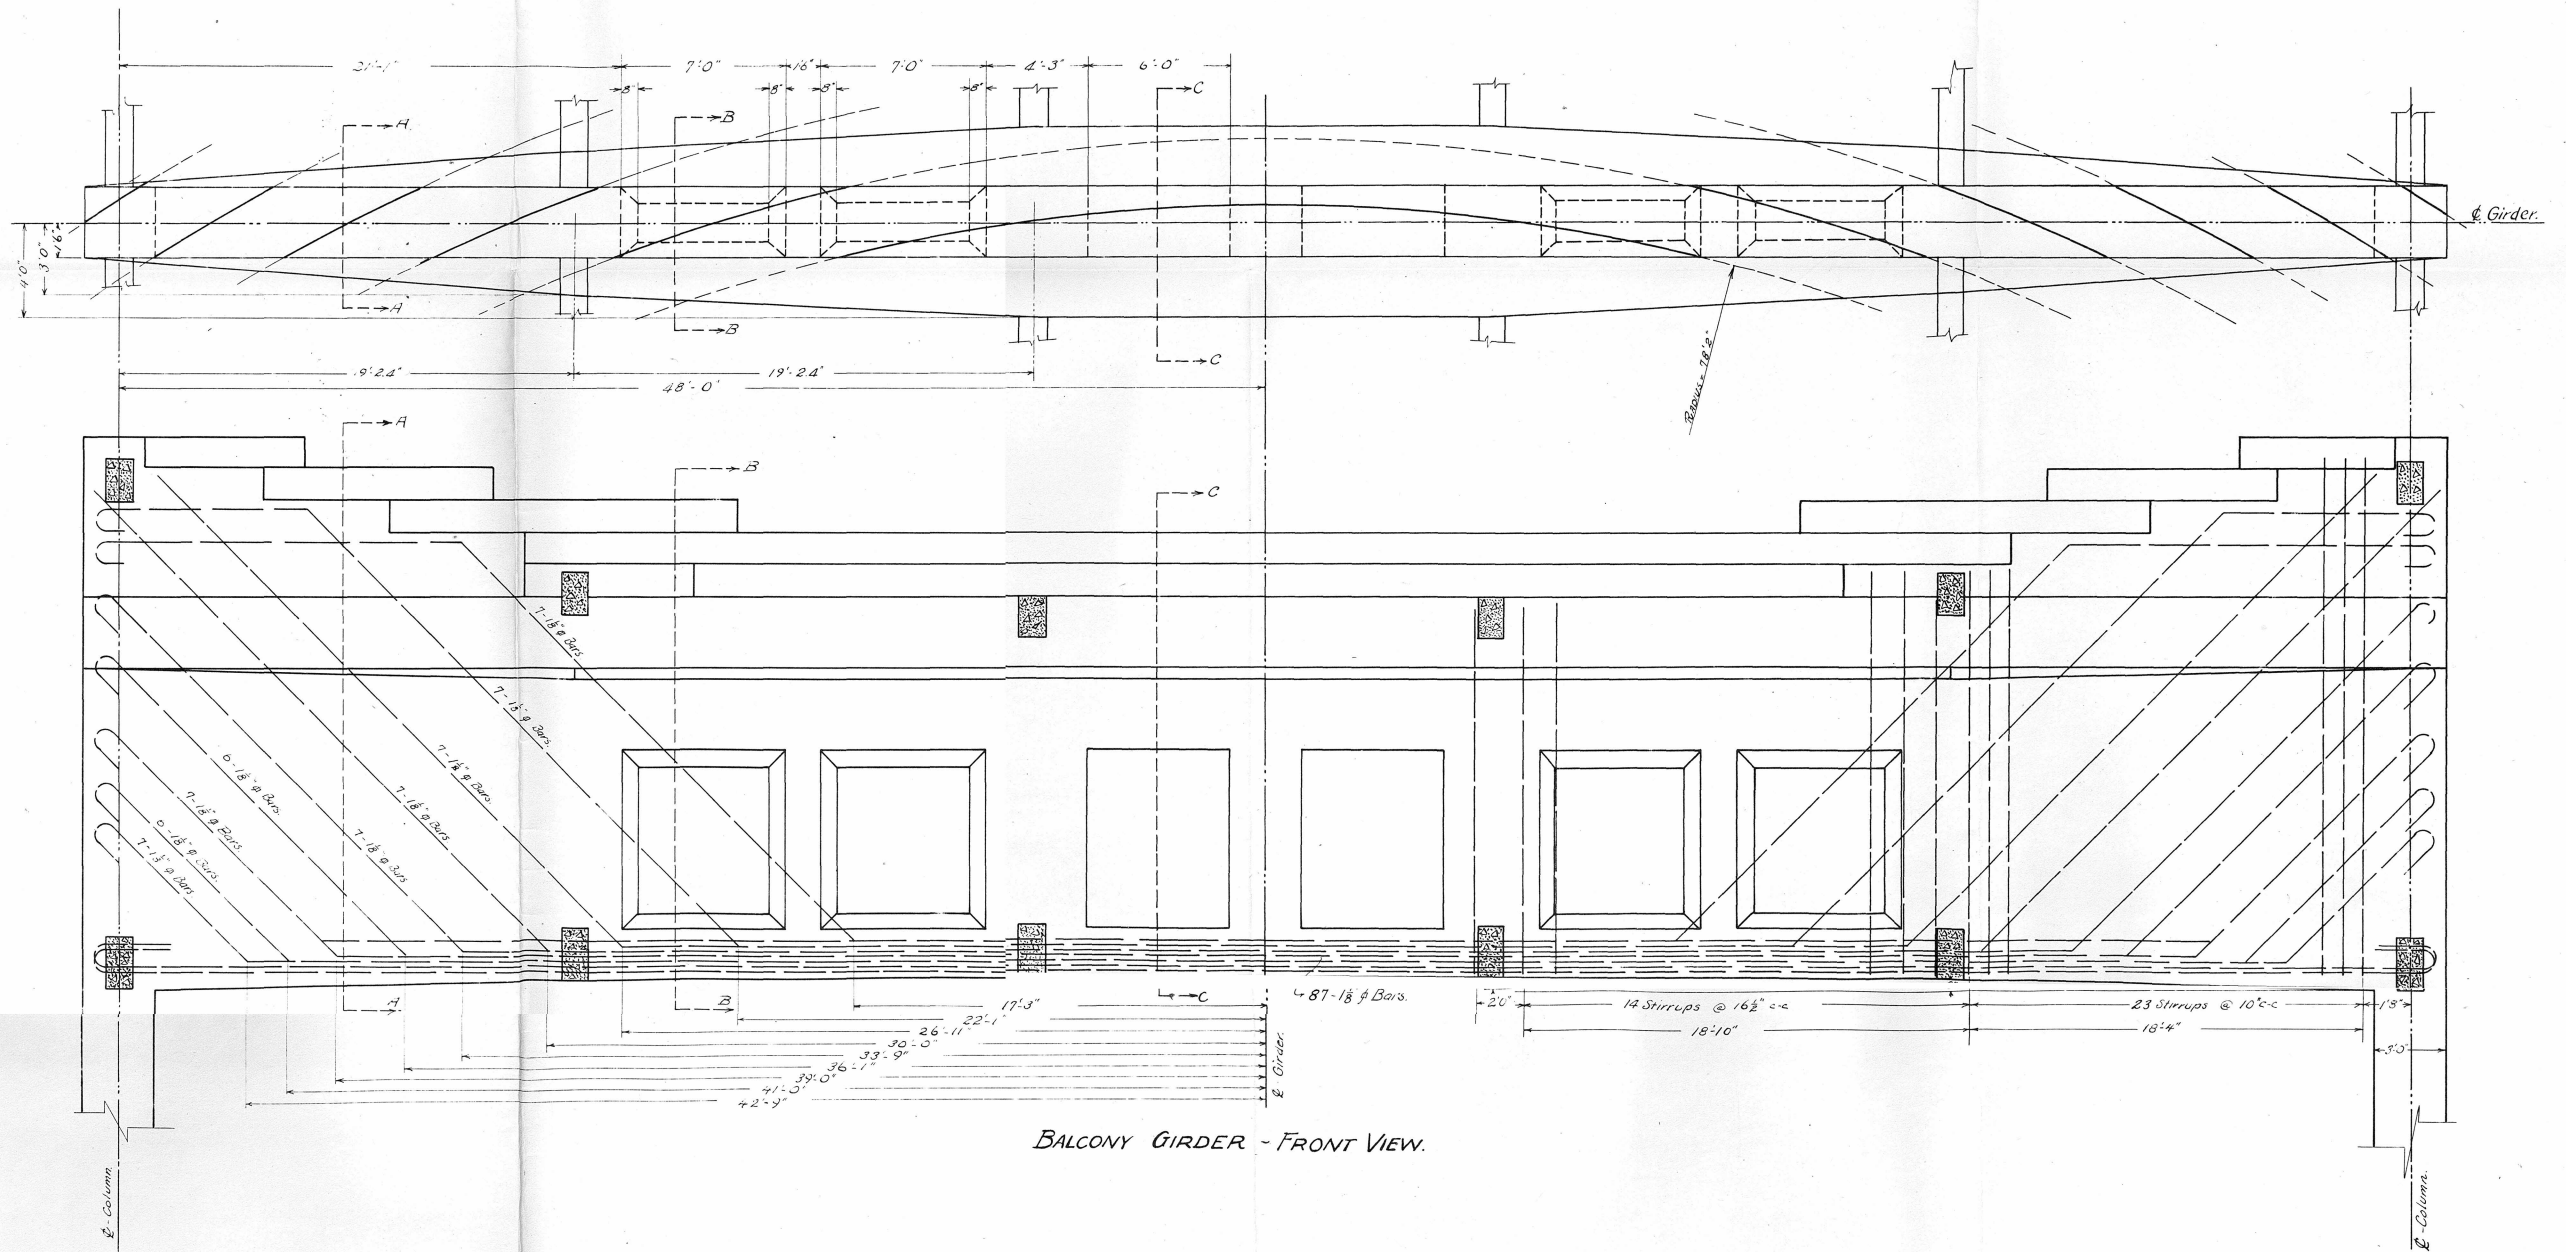 21'-1" 7'-0" 16" 7'-0" 4'-3" 6'-0"
8" 8" 8" 8" C
A B
℄ Girder.
1'-6"
3'-0"
4'-0"
A B
C
Radius = 78'2"
9'-2.4" 19'-2.4"
48'-0"
A
B
C
7-1⅛" ϕ Bars
7-1⅛" ϕ Bars.
7-1⅛" ϕ Bars.
6-1⅛" ϕ Bars.
7-1⅛" ϕ Bars.
7-1⅛" ϕ Bars.
7-1⅛" ϕ Bars
6-1⅛" ϕ Bars.
7-1⅛" ϕ Bars
A B C 87-1⅛ ϕ Bars.
17'-3" 2'0" 14 Stirrups @ 16½" c-c 23 Stirrups @ 10" c-c 1'8"
22'-1"
26'-11" 18'-10" 18'-4"
30'-0"
33'-9" 3'-0"
36'-1"
39'-0"
41'-0"
42'-9"
℄ Girder.
BALCONY GIRDER - FRONT VIEW.
℄ - Column.
℄ - Column.